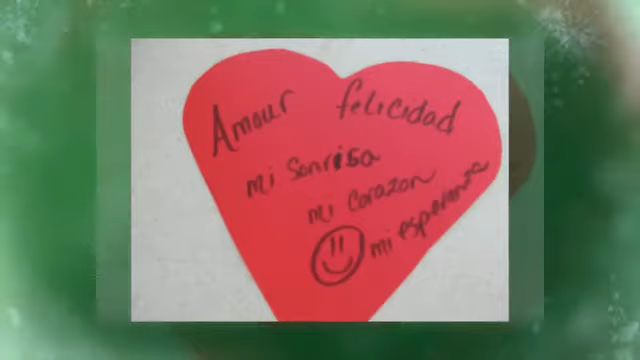 Amour felicidad
mi Sonrisa
mi Corazon
mi esperanza